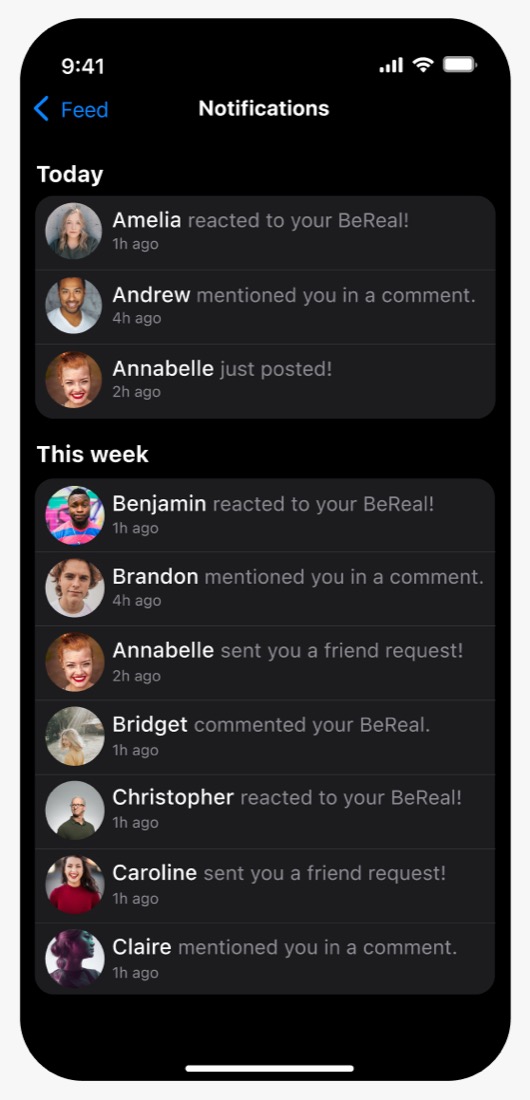 9:41
Feed
Notifications
Today
Amelia reacted to your BeReal!
1h ago
Andrew mentioned you in a comment.
4h ago
Annabelle just posted!
2h ago
This week
Benjamin reacted to your BeReal!
1h ago
Brandon mentioned you in a comment.
4h ago
Annabelle sent you a friend request!
2h ago
Bridget commented your BeReal.
1h ago
Christopher reacted to your BeReal!
1h ago
Caroline sent you a friend request!
1h ago
Claire mentioned you in a comment.
1h ago